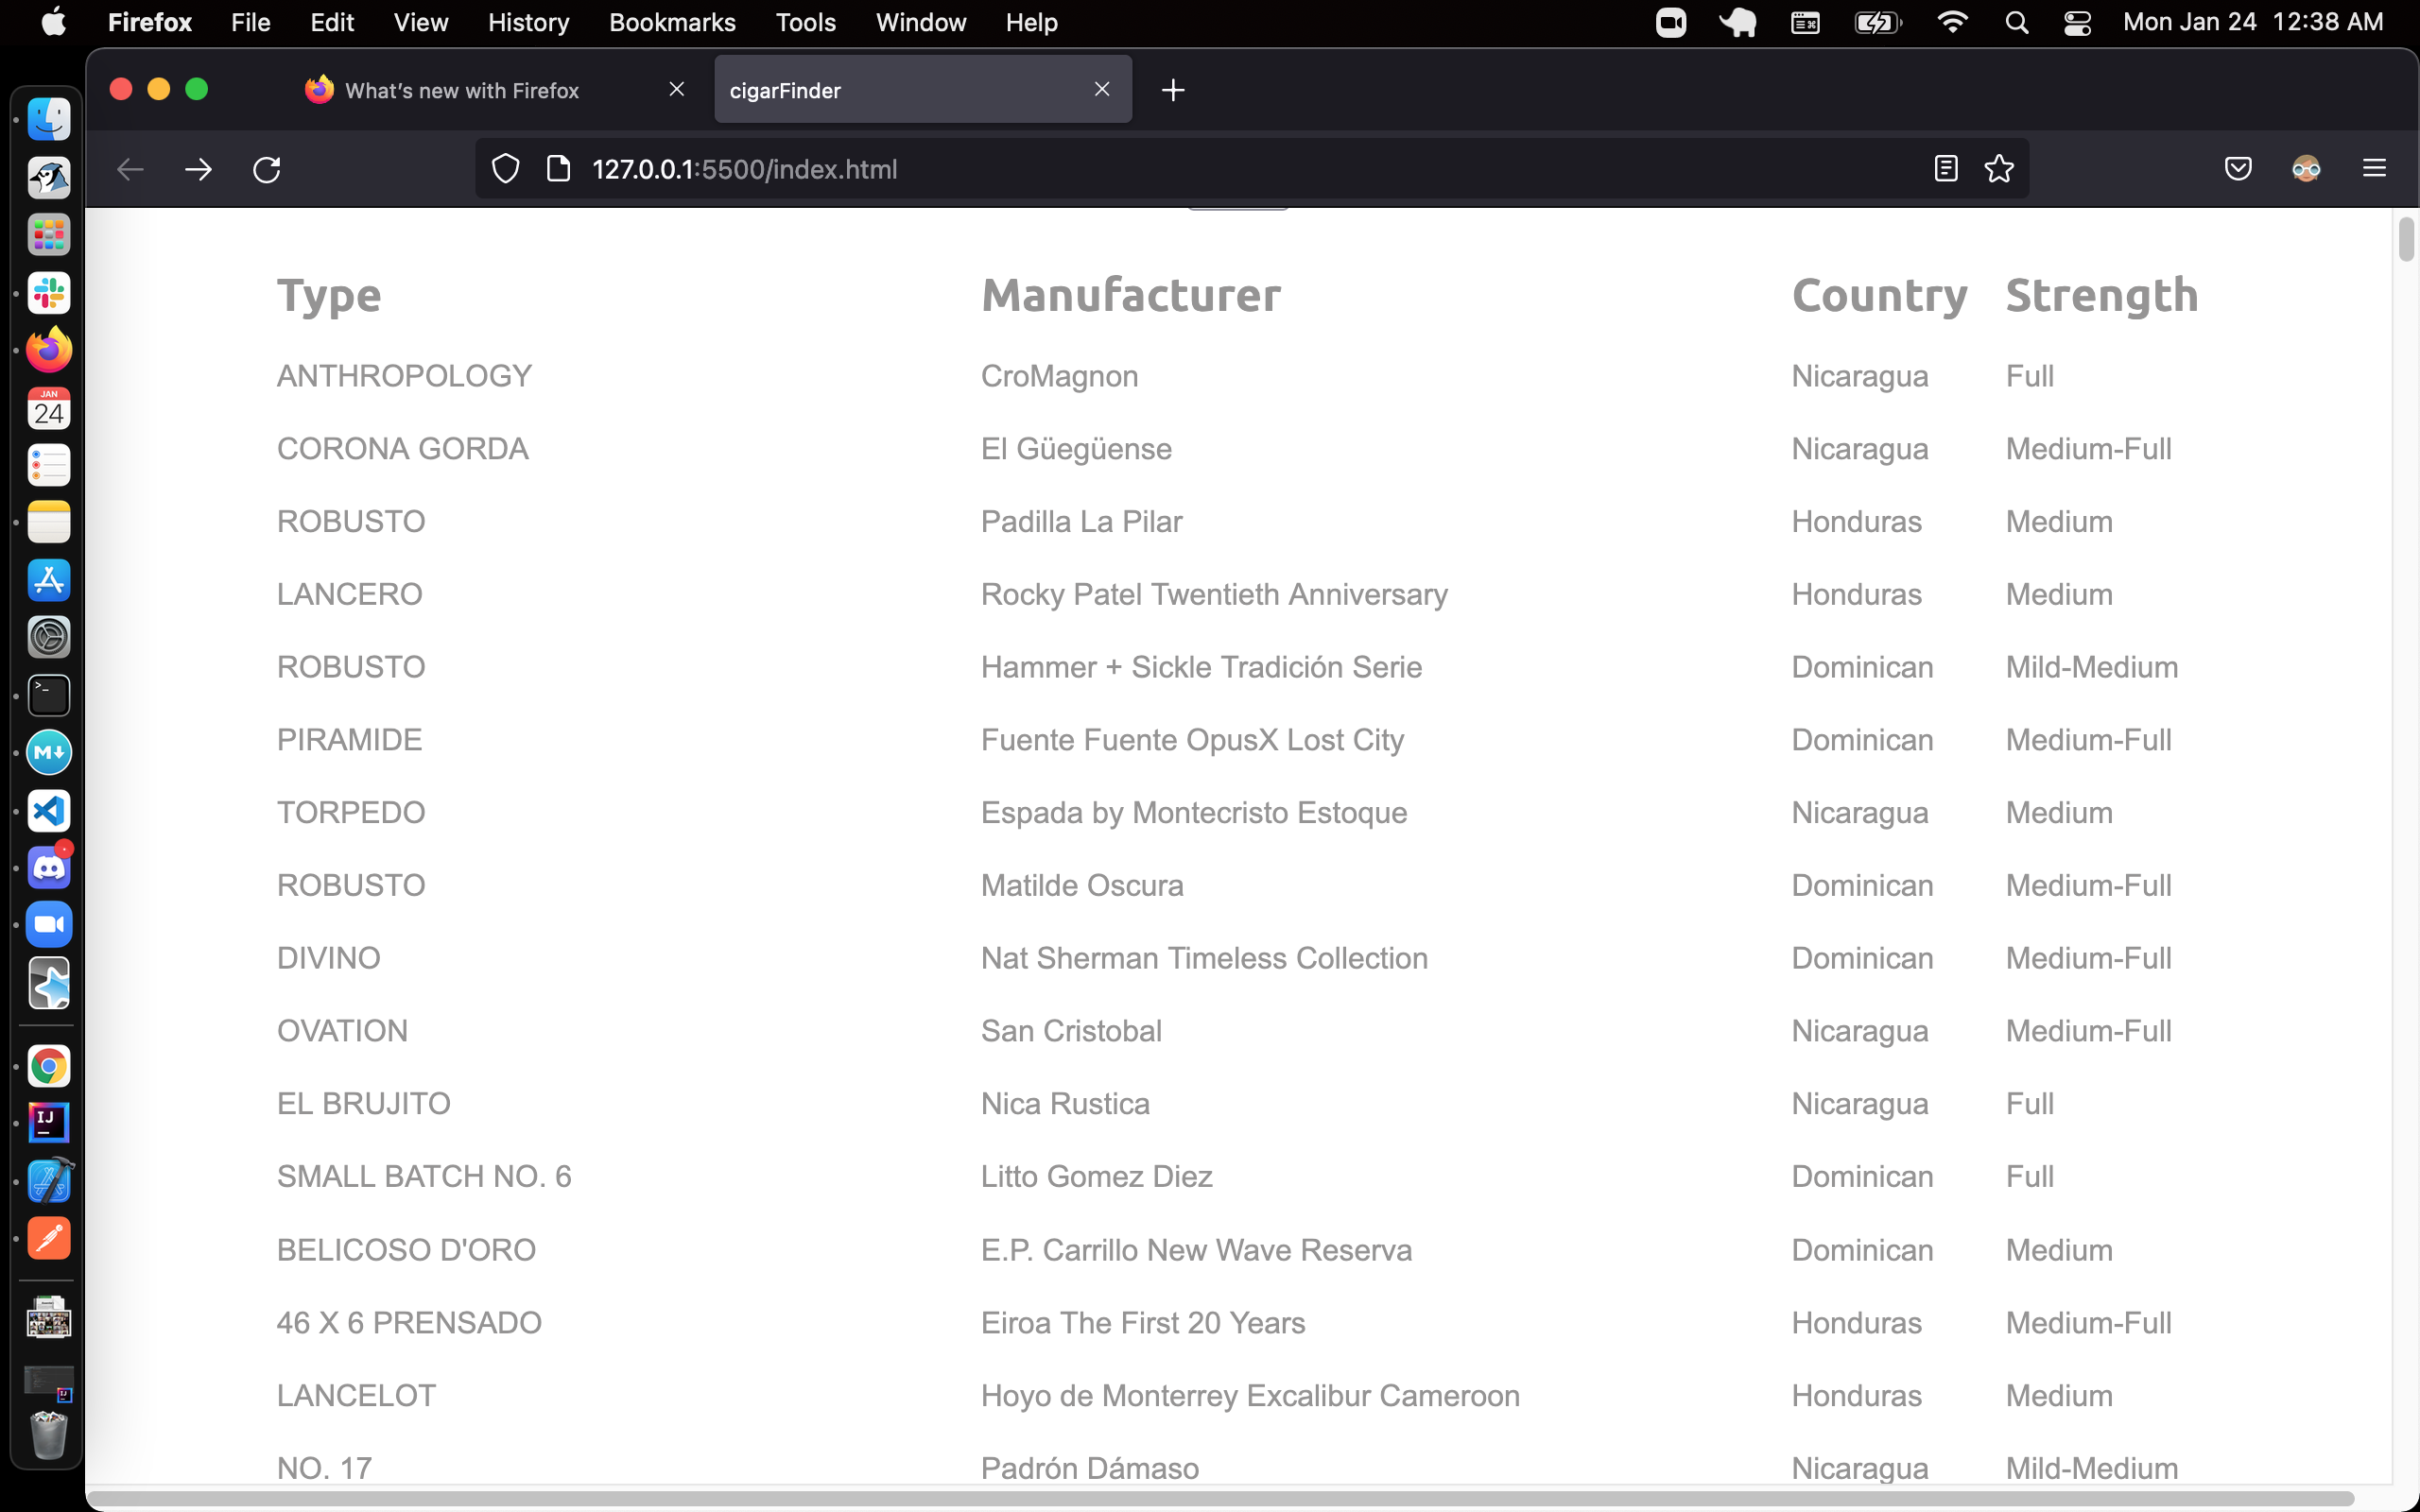 Firefox File Edit View History Bookmarks Tools Window Help Mon Jan 24 12:38 AM
What's new with Firefox cigarFinder
127.0.0.1:5500/index.html
Type Manufacturer Country Strength
ANTHROPOLOGY CroMagnon Nicaragua Full
JAN
24
CORONA GORDA El Güegüense Nicaragua Medium-Full
ROBUSTO Padilla La Pilar Honduras Medium
LANCERO Rocky Patel Twentieth Anniversary Honduras Medium
ROBUSTO Hammer + Sickle Tradición Serie Dominican Mild-Medium
PIRAMIDE Fuente Fuente OpusX Lost City Dominican Medium-Full
M
TORPEDO Espada by Montecristo Estoque Nicaragua Medium
ROBUSTO Matilde Oscura Dominican Medium-Full
DIVINO Nat Sherman Timeless Collection Dominican Medium-Full
OVATION San Cristobal Nicaragua Medium-Full
EL BRUJITO Nica Rustica Nicaragua Full
IJ
SMALL BATCH NO. 6 Litto Gomez Diez Dominican Full
BELICOSO D'ORO E.P. Carrillo New Wave Reserva Dominican Medium
46 X 6 PRENSADO Eiroa The First 20 Years Honduras Medium-Full
LANCELOT Hoyo de Monterrey Excalibur Cameroon Honduras Medium
NO. 17 Padrón Dámaso Nicaragua Mild-Medium